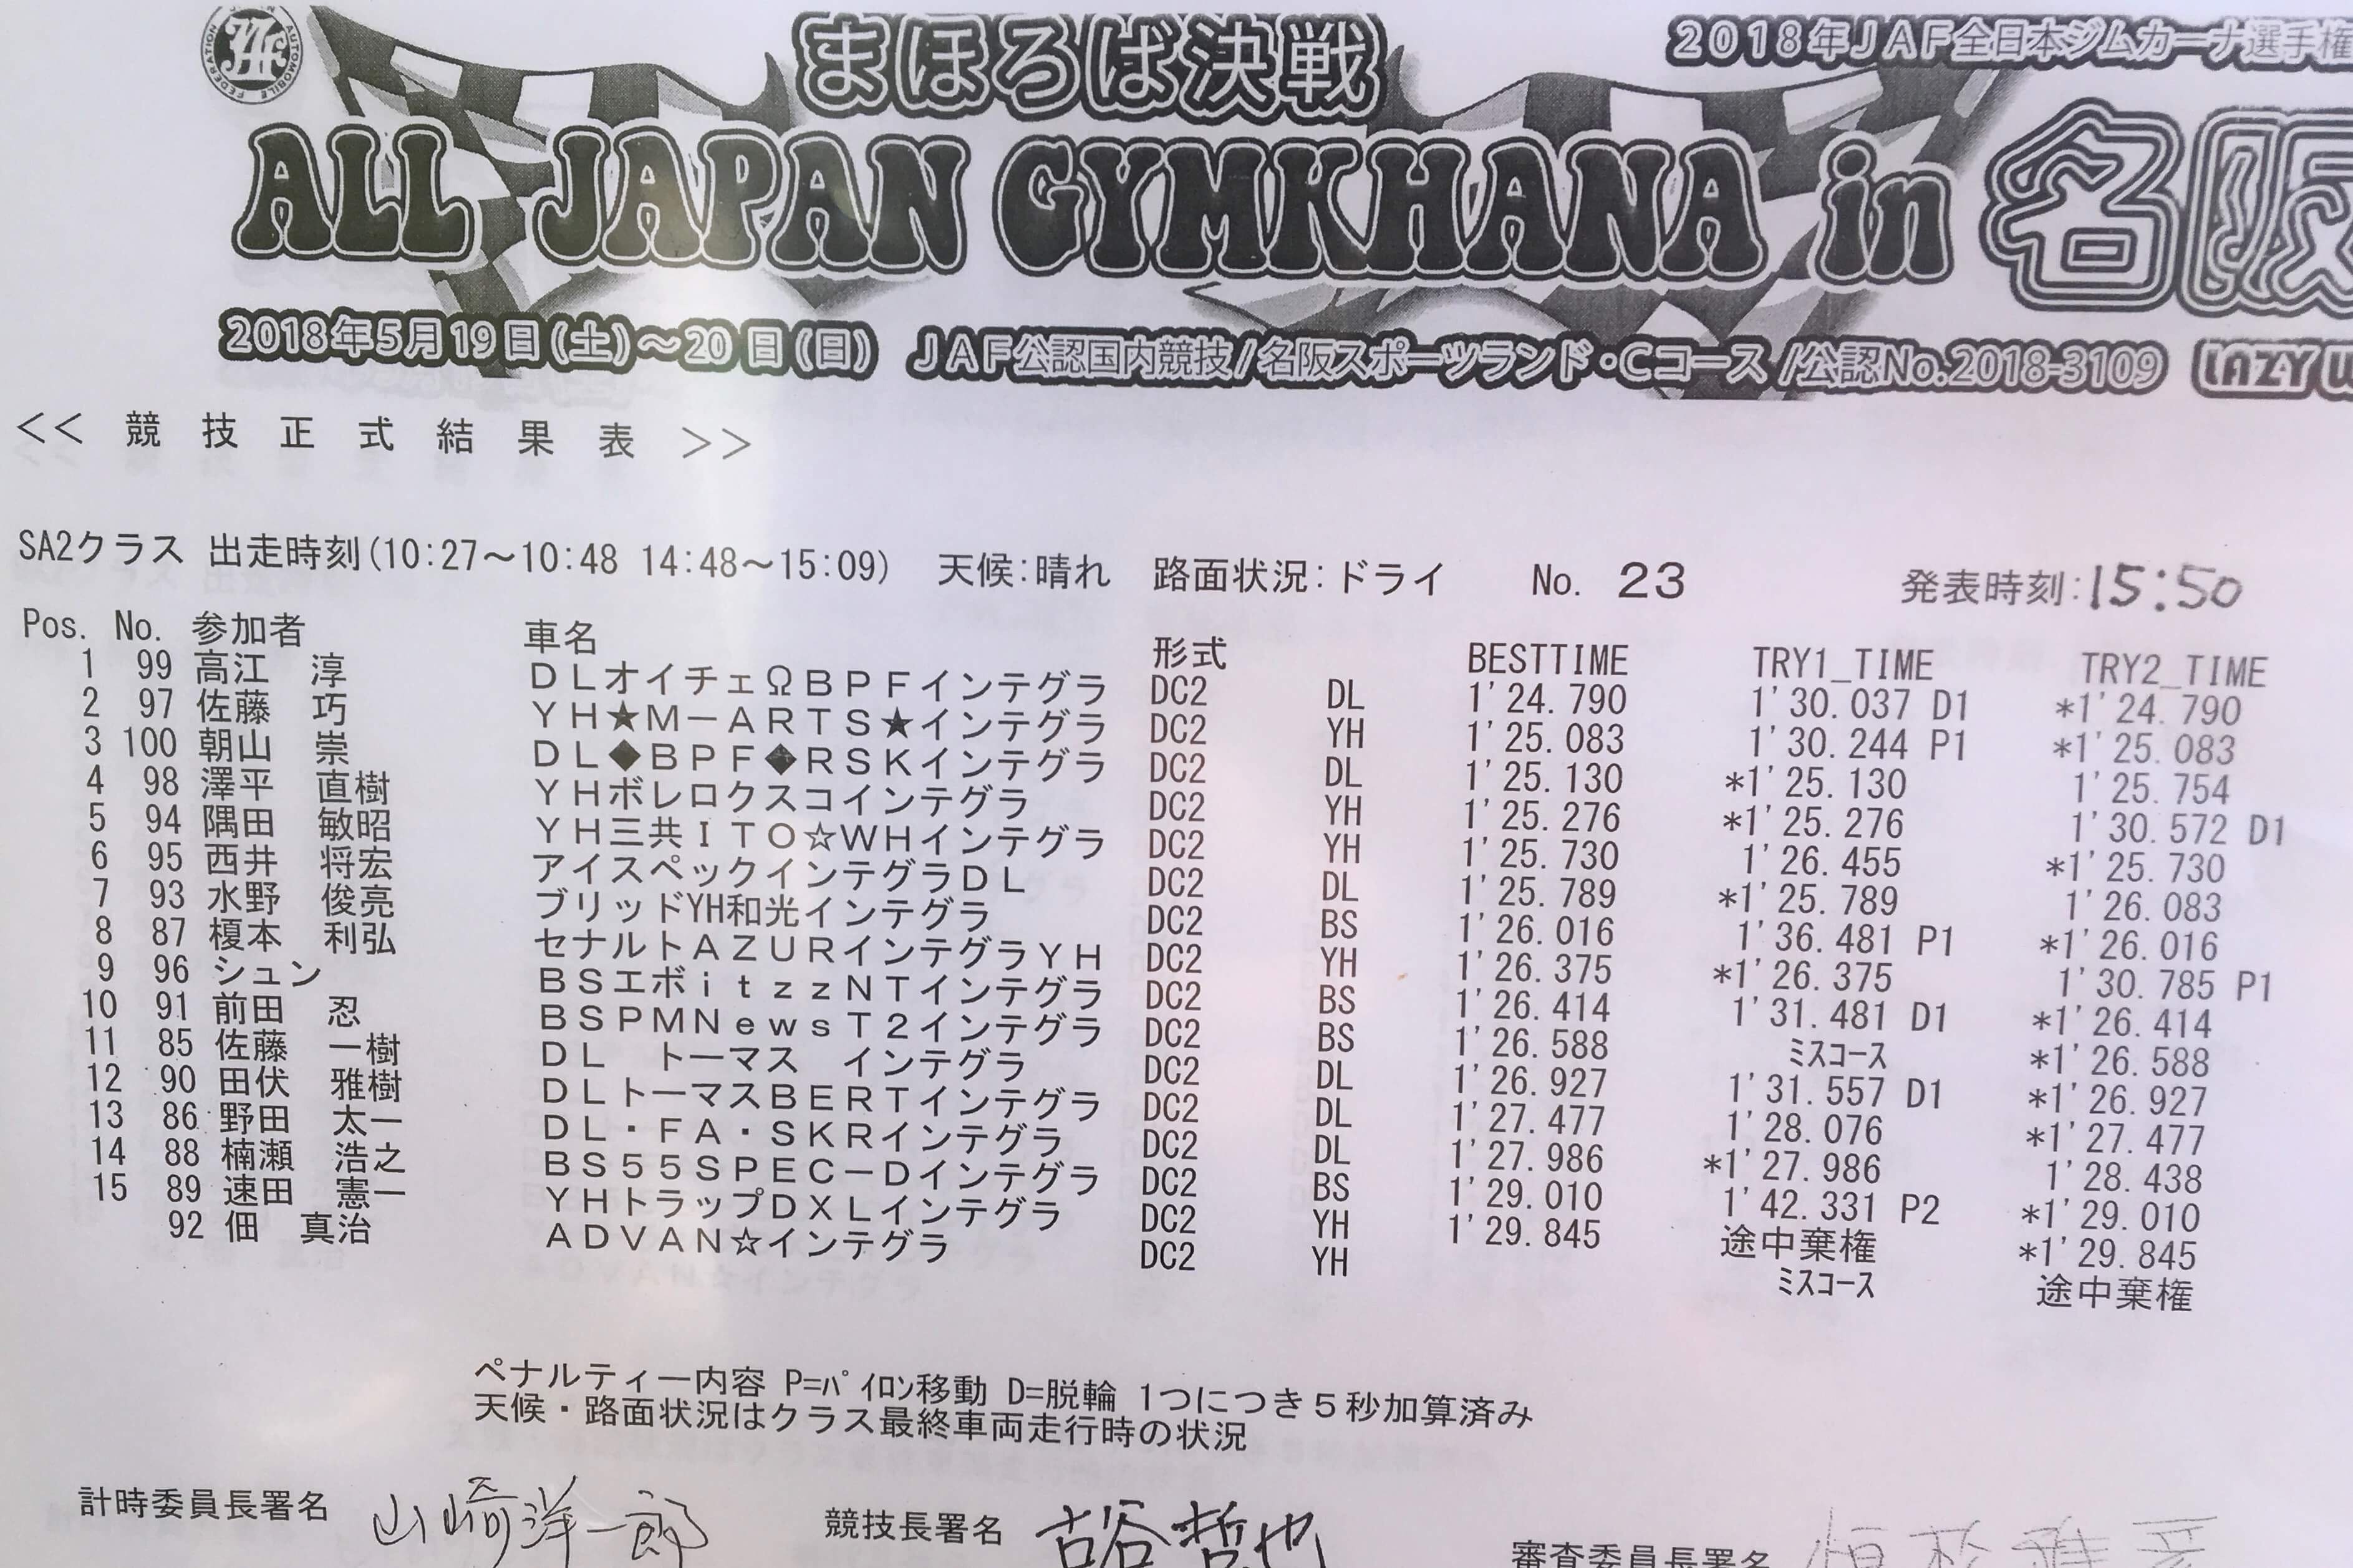 JAPAN AUTOMOBILE FEDERATION
まほろば決戦
2018年JAF全日本ジムカーナ選手権
ALL JAPAN GYMKHANA in 名阪
2018年5月19日(土)～20日(日) JAF公認国内競技/名阪スポーツランド・Cコース/公認No.2018-3109 LAZY W
<< 競技正式結果表 >>
SA2クラス 出走時刻(10:27～10:48 14:48～15:09) 天候:晴れ 路面状況:ドライ No. 23 発表時刻:15:50
Pos. No. 参加者 車名 形式 BESTTIME TRY1_TIME TRY2_TIME
1 99 高江 淳 DLオイチェΩBPFインテグラ DC2 DL 1'24.790 1'30.037 D1 *1'24.790
2 97 佐藤 巧 YH★M－ARTS★インテグラ DC2 YH 1'25.083 1'30.244 P1 *1'25.083
3 100 朝山 崇 DL◆BPF◆RSKインテグラ DC2 DL 1'25.130 *1'25.130 1'25.754
4 98 澤平 直樹 YHボレロクスコインテグラ DC2 YH 1'25.276 *1'25.276 1'30.572 D1
5 94 隅田 敏昭 YH三共ITO☆WHインテグラ DC2 YH 1'25.730 1'26.455 *1'25.730
6 95 西井 将宏 アイスペックインテグラDL DC2 DL 1'25.789 *1'25.789 1'26.083
7 93 水野 俊亮 ブリッドYH和光インテグラ DC2 BS 1'26.016 1'36.481 P1 *1'26.016
8 87 榎本 利弘 セナルトAZURインテグラYH DC2 YH 1'26.375 *1'26.375 1'30.785 P1
9 96 シュン BSエボitzzNTインテグラ DC2 BS 1'26.414 1'31.481 D1 *1'26.414
10 91 前田 忍 BSPMNewsT2インテグラ DC2 BS 1'26.588 ミスコース *1'26.588
11 85 佐藤 一樹 DL トーマス インテグラ DC2 DL 1'26.927 1'31.557 D1 *1'26.927
12 90 田伏 雅樹 DLトーマスBERTインテグラ DC2 DL 1'27.477 1'28.076 *1'27.477
13 86 野田 太一 DL・FA・SKRインテグラ DC2 DL 1'27.986 *1'27.986 1'28.438
14 88 楠瀬 浩之 BS55SPEC－Dインテグラ DC2 BS 1'29.010 1'42.331 P2 *1'29.010
15 89 速田 憲一 YHトラップDXLインテグラ DC2 YH 1'29.845 途中棄権 *1'29.845
92 佃 真治 ADVAN☆インテグラ DC2 YH ミスコース 途中棄権
ペナルティー内容 P=パイロン移動 D=脱輪 1つにつき5秒加算済み
天候・路面状況はクラス最終車両走行時の状況
計時委員長署名 山崎洋一郎 競技長署名 古谷哲也 審査委員長署名